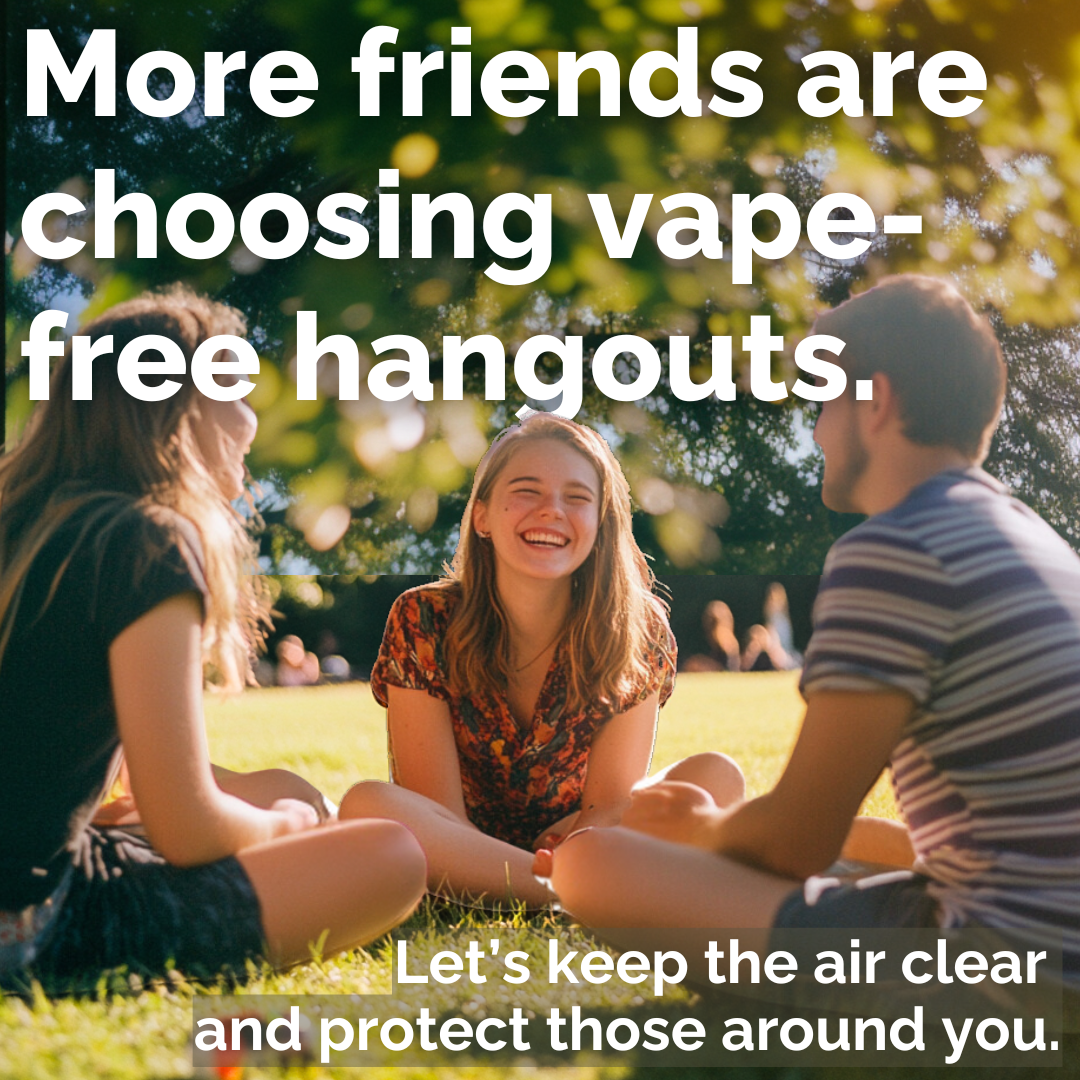 More friends are
choosing vape-
free hangouts.
Let’s keep the air clear
and protect those around you.